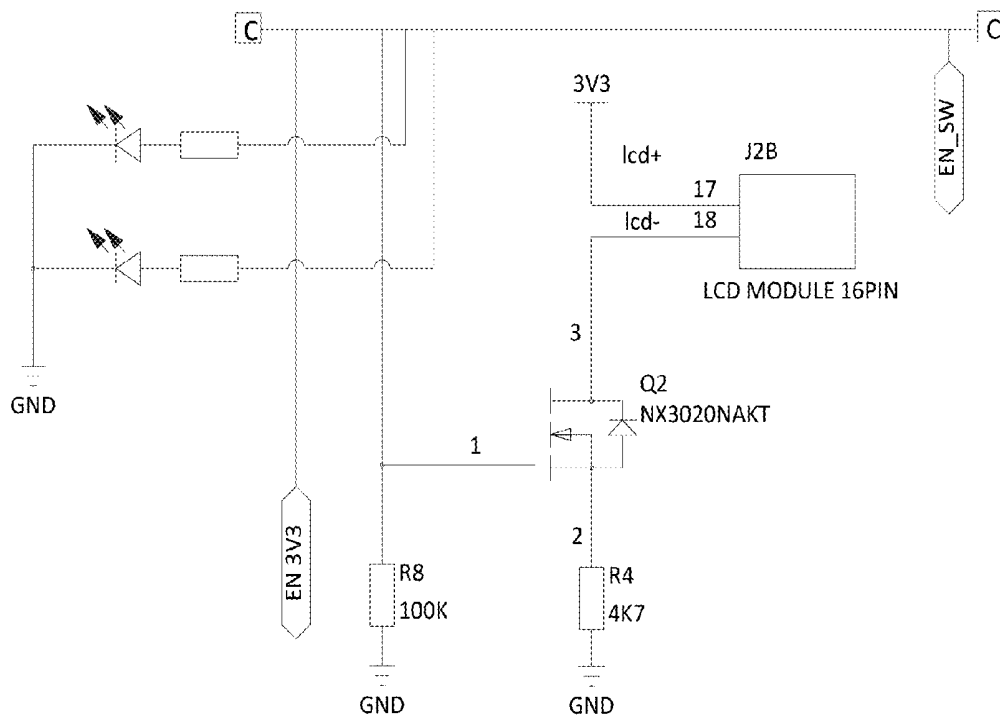 C
C
3V3
EN_SW
lcd+
J2B
17
lcd-
18
LCD MODULE 16PIN
3
GND
Q2
NX3020NAKT
1
EN 3V3
2
R8
100K
R4
4K7
GND
GND